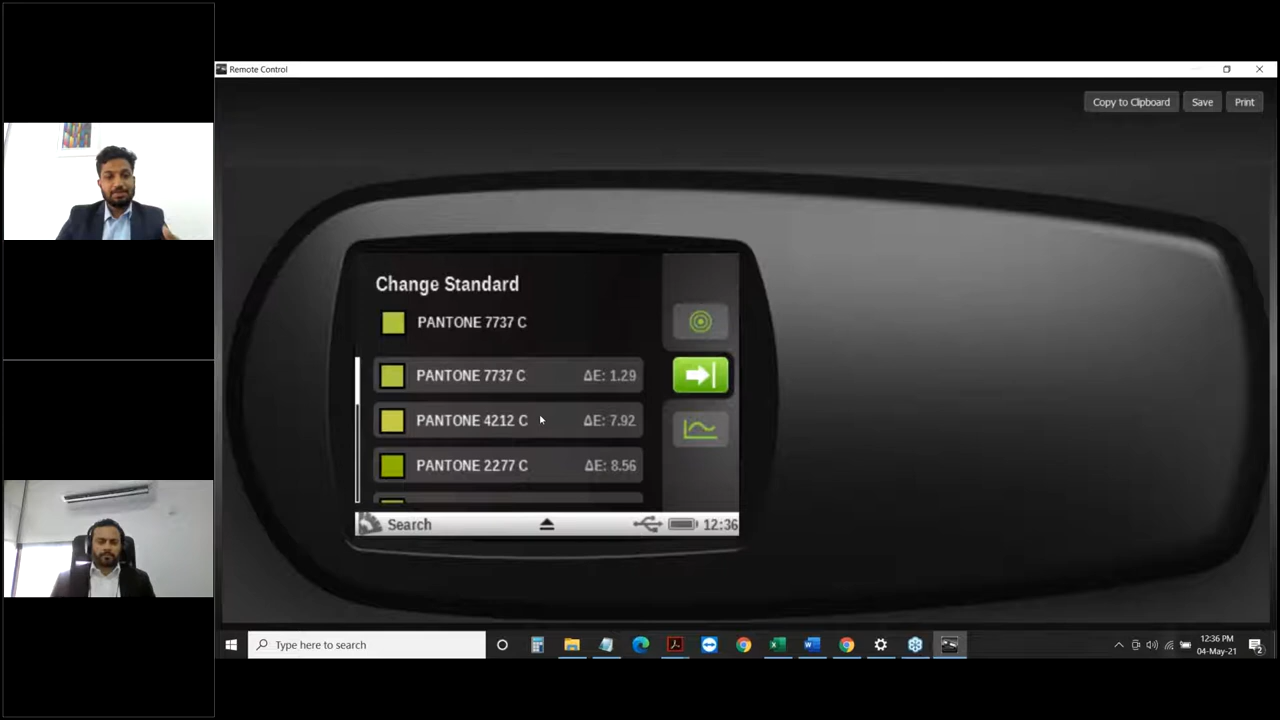 Remote Control
Copy to Clipboard
Save
Print
Change Standard
PANTONE 7737 C
PANTONE 7737 C ΔE: 1.29
PANTONE 4212 C ΔE: 7.92
PANTONE 2277 C ΔE: 8.56
Search
12:36
Type here to search
12:36 PM
04-May-21
2